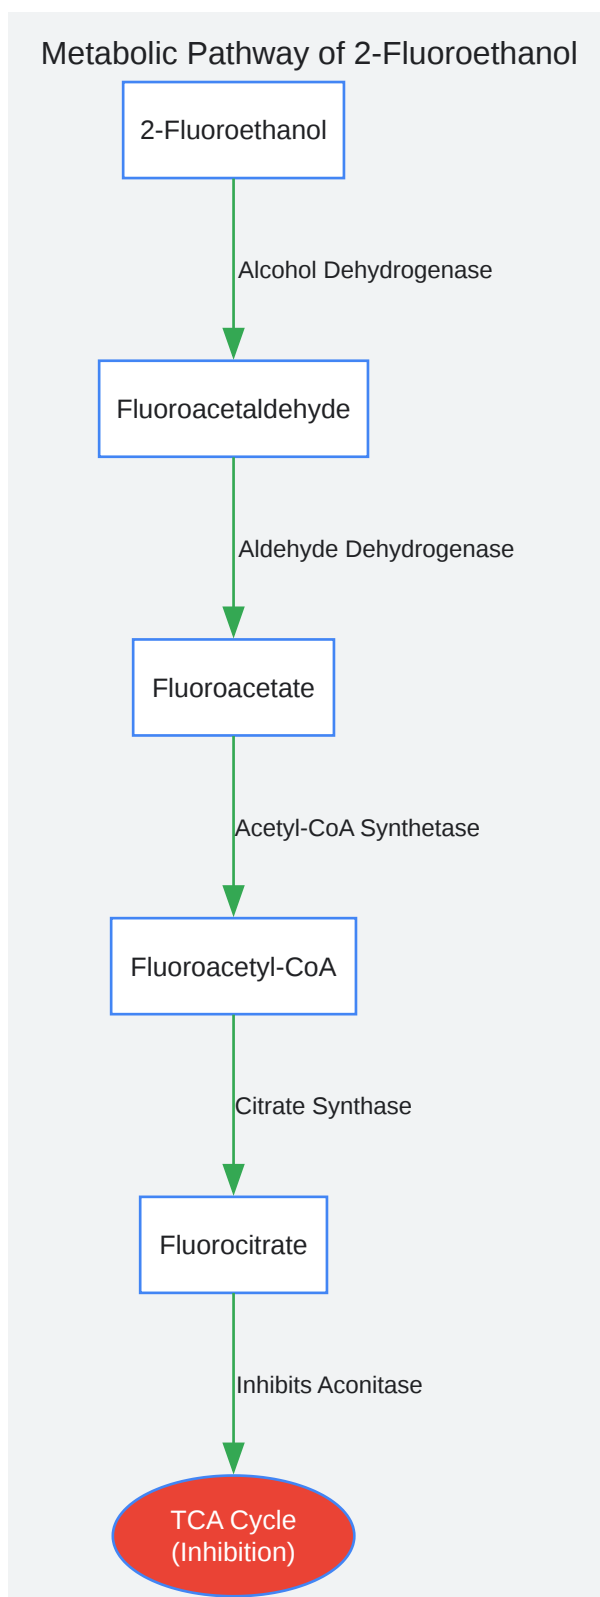 Metabolic Pathway of 2-Fluoroethanol
2-Fluoroethanol
Alcohol Dehydrogenase
Fluoroacetaldehyde
Aldehyde Dehydrogenase
Fluoroacetate
Acetyl-CoA Synthetase
Fluoroacetyl-CoA
Citrate Synthase
Fluorocitrate
Inhibits Aconitase
TCA Cycle
(Inhibition)